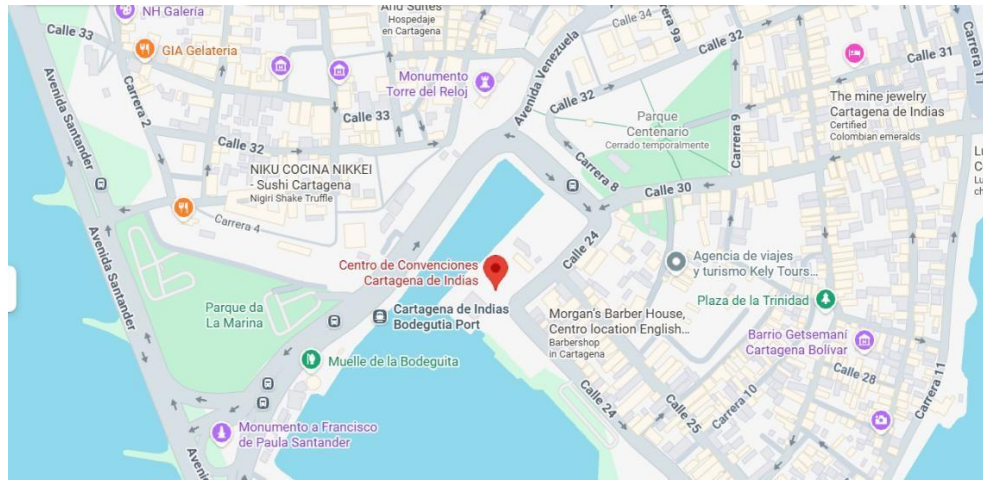 NH Galería
And Suites
Hospedaje
en Cartagena
Calle 34
Calle 33
GIA Gelateria
Carrera 2
Monumento
Torre del Reloj
Avenida Venezuela
Carrera 9a
Calle 32
Calle 31
Carrera 11
Avenida Santander
Calle 33
Calle 32
Calle 32
Parque
Centenario
Cerrado temporalmente
Carrera 9
The mine jewelry
Cartagena de Indias
Certified
Colombian emeralds
NIKU COCINA NIKKEI
- Sushi Cartagena
Nigiri Shake Truffle
Carrera 8
Calle 30
Carrera 4
Avenida Santander
Calle 24
Centro de Convenciones
Cartagena de Indias
Agencia de viajes
y turismo Kely Tours...
Parque da
La Marina
Cartagena de Indias
Bodegutia Port
Plaza de la Trinidad
Morgan's Barber House,
Centro location English...
Barbershop
in Cartagena
Barrio Getsemaní
Cartagena Bolívar
Muelle de la Bodeguita
Calle 28
Carrera 11
Carrera 10
Calle 24
Calle 25
Monumento a Francisco
de Paula Santander
Avenida